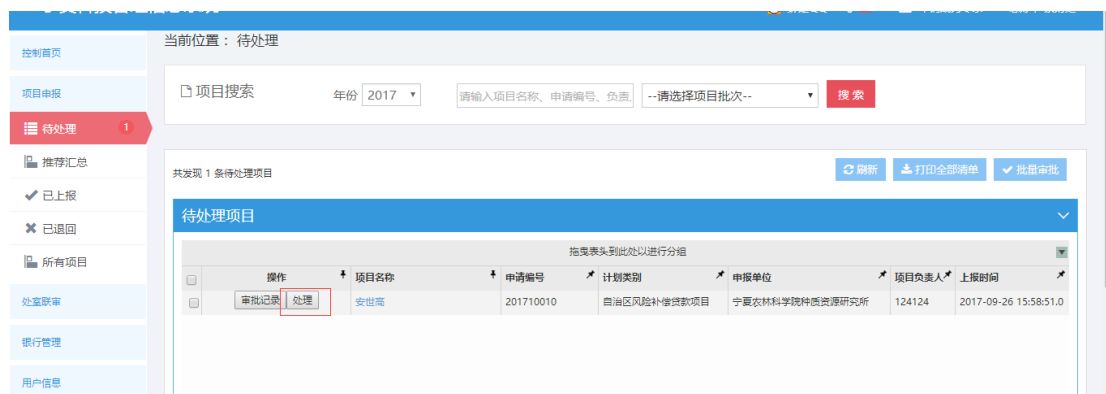 当前位置： 待处理
控制首页
项目申报
待处理 1
推荐汇总
已上报
已退回
所有项目
处室联审
银行管理
用户信息
项目搜索 年份 2017 请输入项目名称、申请编号、负责 --请选择项目批次-- 搜 索
共发现 1 条待处理项目 刷新 打印全部清单 批量审批
待处理项目
拖曳表头到此处以进行分组
操作 项目名称 申请编号 计划类别 申报单位 项目负责人 上报时间
审批记录 处理 安世亮 201710010 自治区风险补偿贷款项目 宁夏农林科学院种质资源研究所 124124 2017-09-26 15:58:51.0